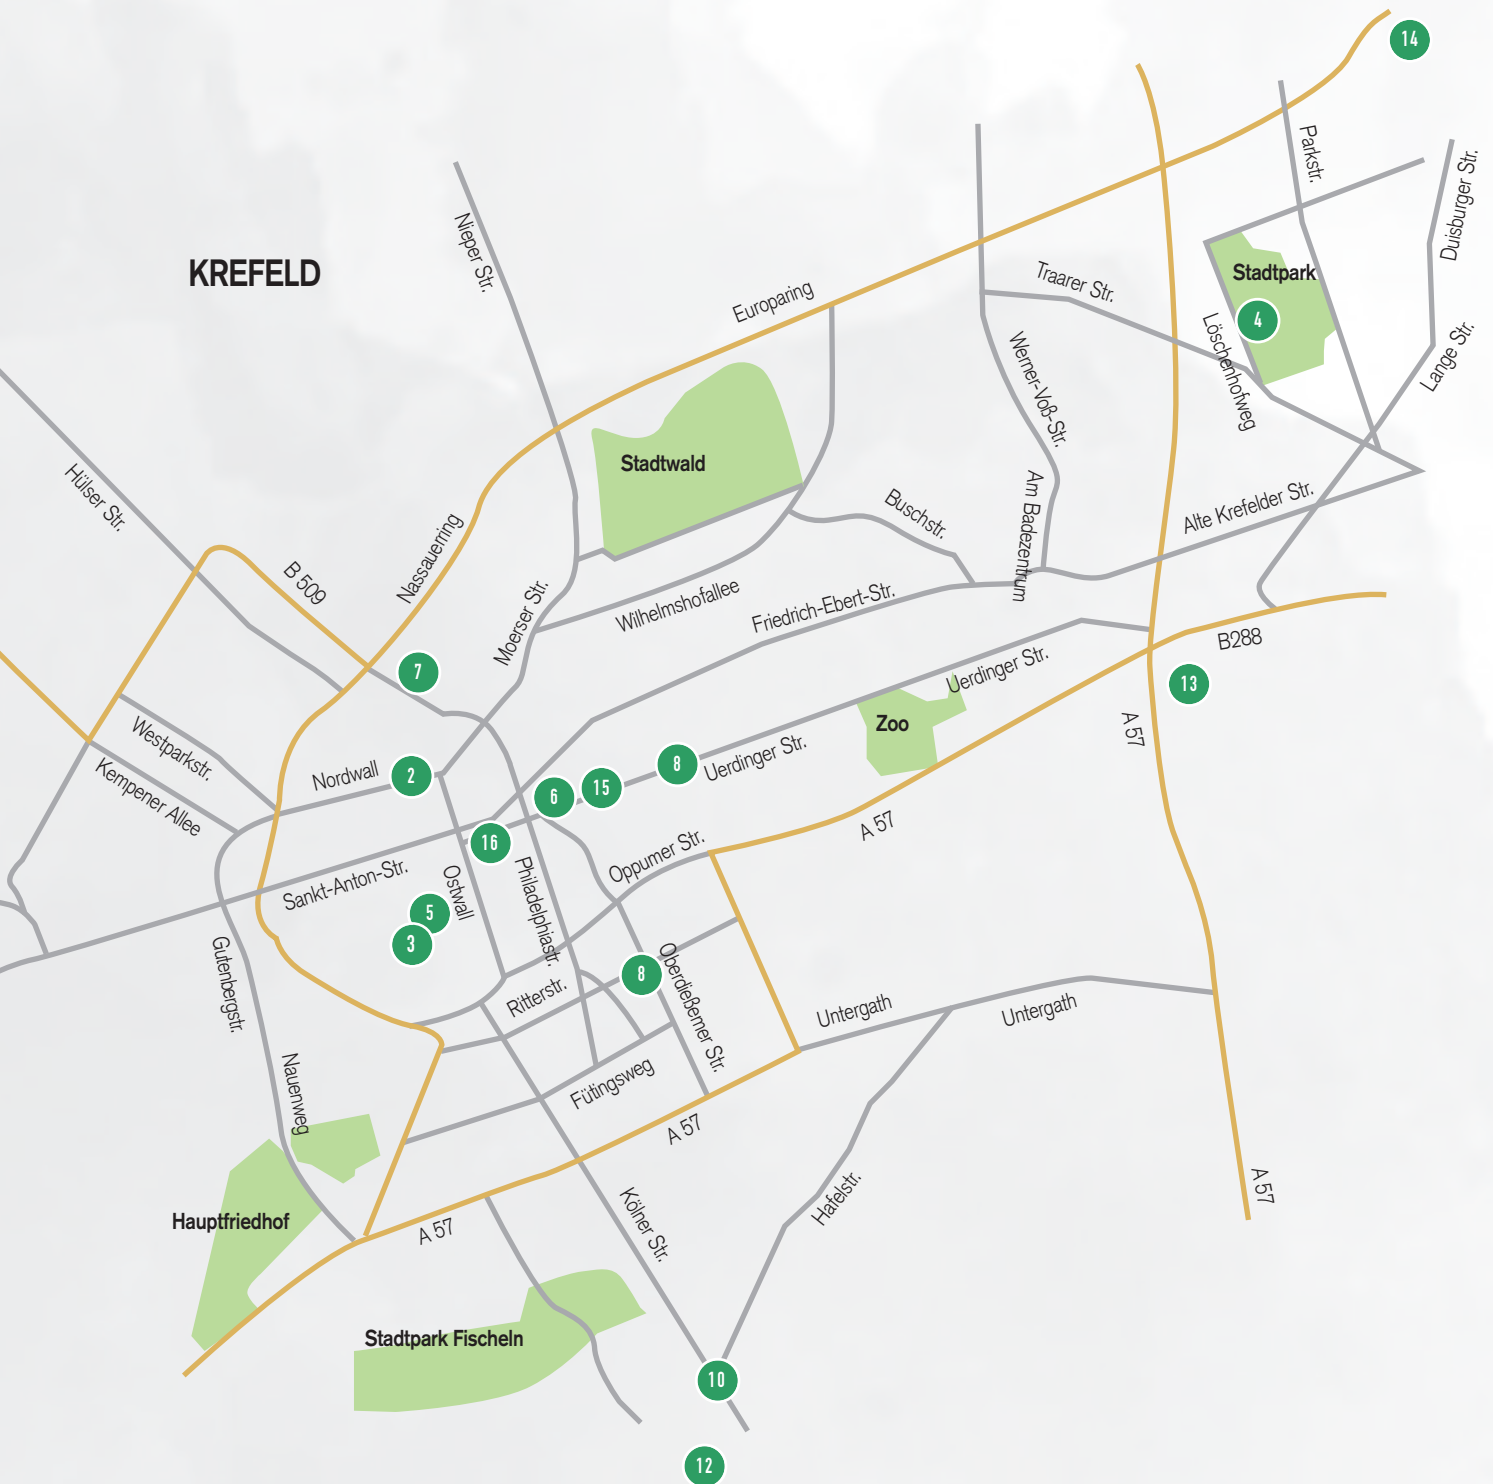 14
Parkstr.
Duisburger Str.
Nieper Str.
KREFELD
Stadtpark
Traarer Str.
Europaring
4
Löschenhofweg
Lange Str.
Werner-Voß-Str.
Stadtwald
Hülser Str.
Buschstr.
Am Badezentrum
Alte Krefelder Str.
Nassauerring
B 509
Moerser Str.
Wilhelmshofallee
Friedrich-Ebert-Str.
B288
7
Uerdinger Str.
13
Zoo
A 57
Westparkstr.
Nordwall
2
8
Uerdinger Str.
Kempener Allee
6
15
A 57
16
Oppumer Str.
Sankt-Anton-Str.
Ostwall
Philadelphiastr.
5
3
Gutenbergstr.
8
Oberdießemer Str.
Ritterstr.
Untergath
Untergath
Nauenweg
Fütingsweg
A 57
A 57
Hauptfriedhof
A 57
Kölner Str.
Hafelstr.
Stadtpark Fischeln
10
12